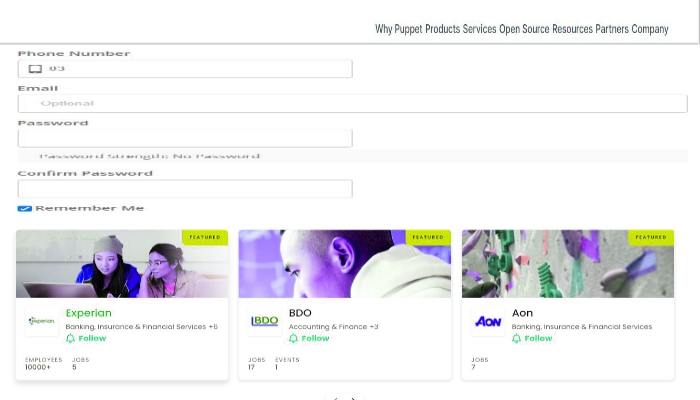 Why Puppet Products Services Open Source Resources Partners Company
Phone Number
03
Email
Optional
Password
Password Strength: No Password
Confirm Password
Remember Me
FEATURED FEATURED FEATURED
Experian BDO Aon
Experian. BDO AON
Banking, Insurance & Financial Services +6 Accounting & Finance +3 Banking, Insurance & Financial Services
Follow Follow Follow
EMPLOYEES JOBS JOBS EVENTS JOBS
10000+ 5 17 1 7